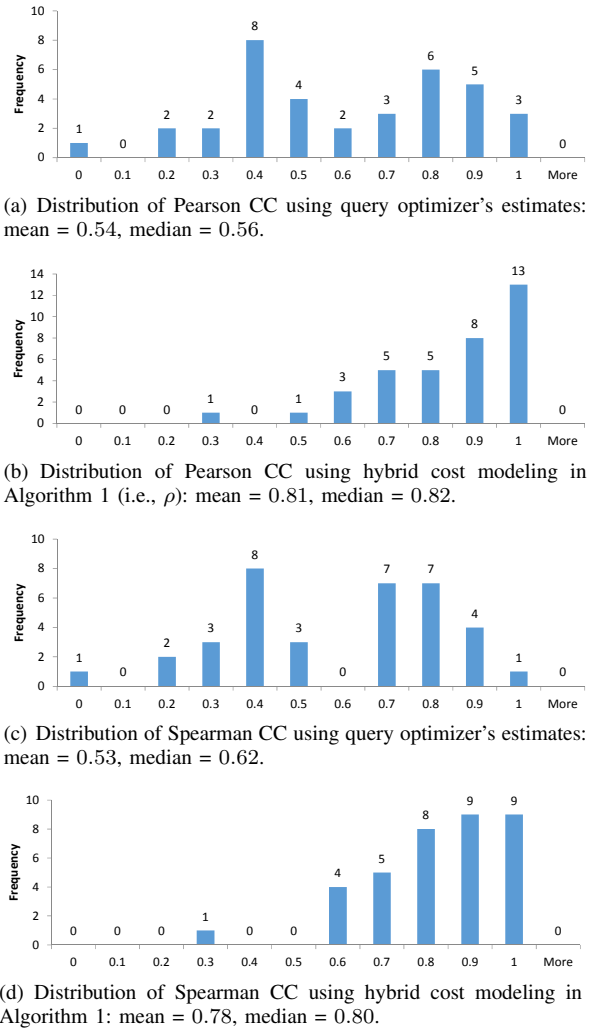 10
8
6
4
2
0
Frequency
1 0 2 2 8 4 2 3 6 5 3 0
0 0.1 0.2 0.3 0.4 0.5 0.6 0.7 0.8 0.9 1 More
(a) Distribution of Pearson CC using query optimizer's estimates:
mean = 0.54, median = 0.56.
14
12
10
8
6
4
2
0
Frequency
0 0 0 1 0 1 3 5 5 8 13 0
0 0.1 0.2 0.3 0.4 0.5 0.6 0.7 0.8 0.9 1 More
(b) Distribution of Pearson CC using hybrid cost modeling in
Algorithm 1 (i.e., ρ): mean = 0.81, median = 0.82.
10
8
6
4
2
0
Frequency
1 0 2 3 8 3 0 7 7 4 1 0
0 0.1 0.2 0.3 0.4 0.5 0.6 0.7 0.8 0.9 1 More
(c) Distribution of Spearman CC using query optimizer's estimates:
mean = 0.53, median = 0.62.
10
8
6
4
2
0
Frequency
0 0 0 1 0 0 4 5 8 9 9 0
0 0.1 0.2 0.3 0.4 0.5 0.6 0.7 0.8 0.9 1 More
(d) Distribution of Spearman CC using hybrid cost modeling in
Algorithm 1: mean = 0.78, median = 0.80.